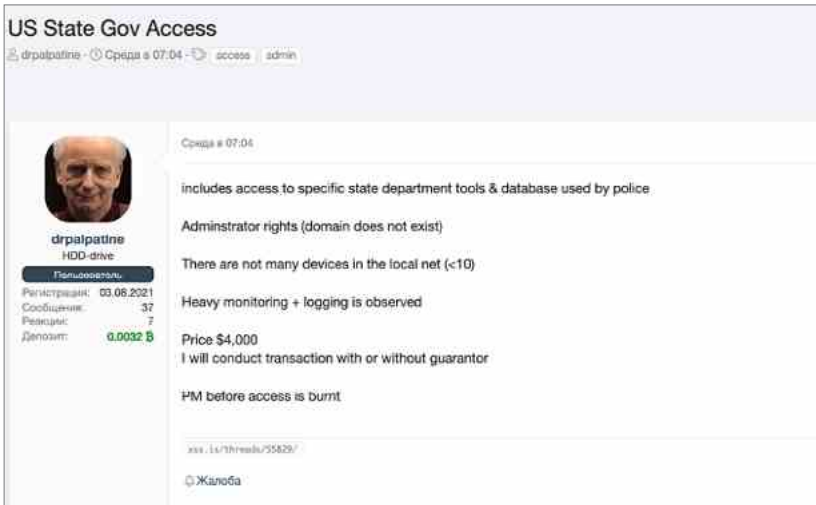 US State Gov Access
drpalpatine - Среда в 07:04 - access admin
Среда в 07:04
includes access to specific state department tools & database used by police
Adminstrator rights (domain does not exist)
There are not many devices in the local net (<10)
Heavy monitoring + logging is observed
Price $4,000
I will conduct transaction with or without guarantor
PM before access is burnt
drpalpatine
HDD-drive
Пользователь
Регистрация: 03.08.2021
Сообщения: 37
Реакции: 7
Депозит: 0.0032 ₿
xss.is/threads/55829/
Жалоба